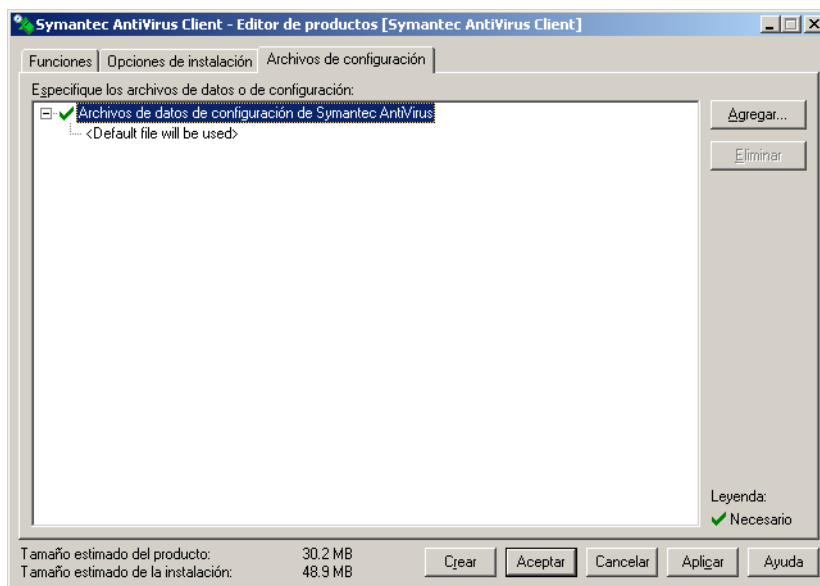 Symantec AntiVirus Client - Editor de productos [Symantec AntiVirus Client]
Funciones Opciones de instalación Archivos de configuración
Especifique los archivos de datos o de configuración:
Archivos de datos de configuración de Symantec AntiVirus
<Default file will be used>
Agregar...
Eliminar
Leyenda:
Necesario
Tamaño estimado del producto: 30.2 MB
Tamaño estimado de la instalación: 48.9 MB
Crear Aceptar Cancelar Aplicar Ayuda